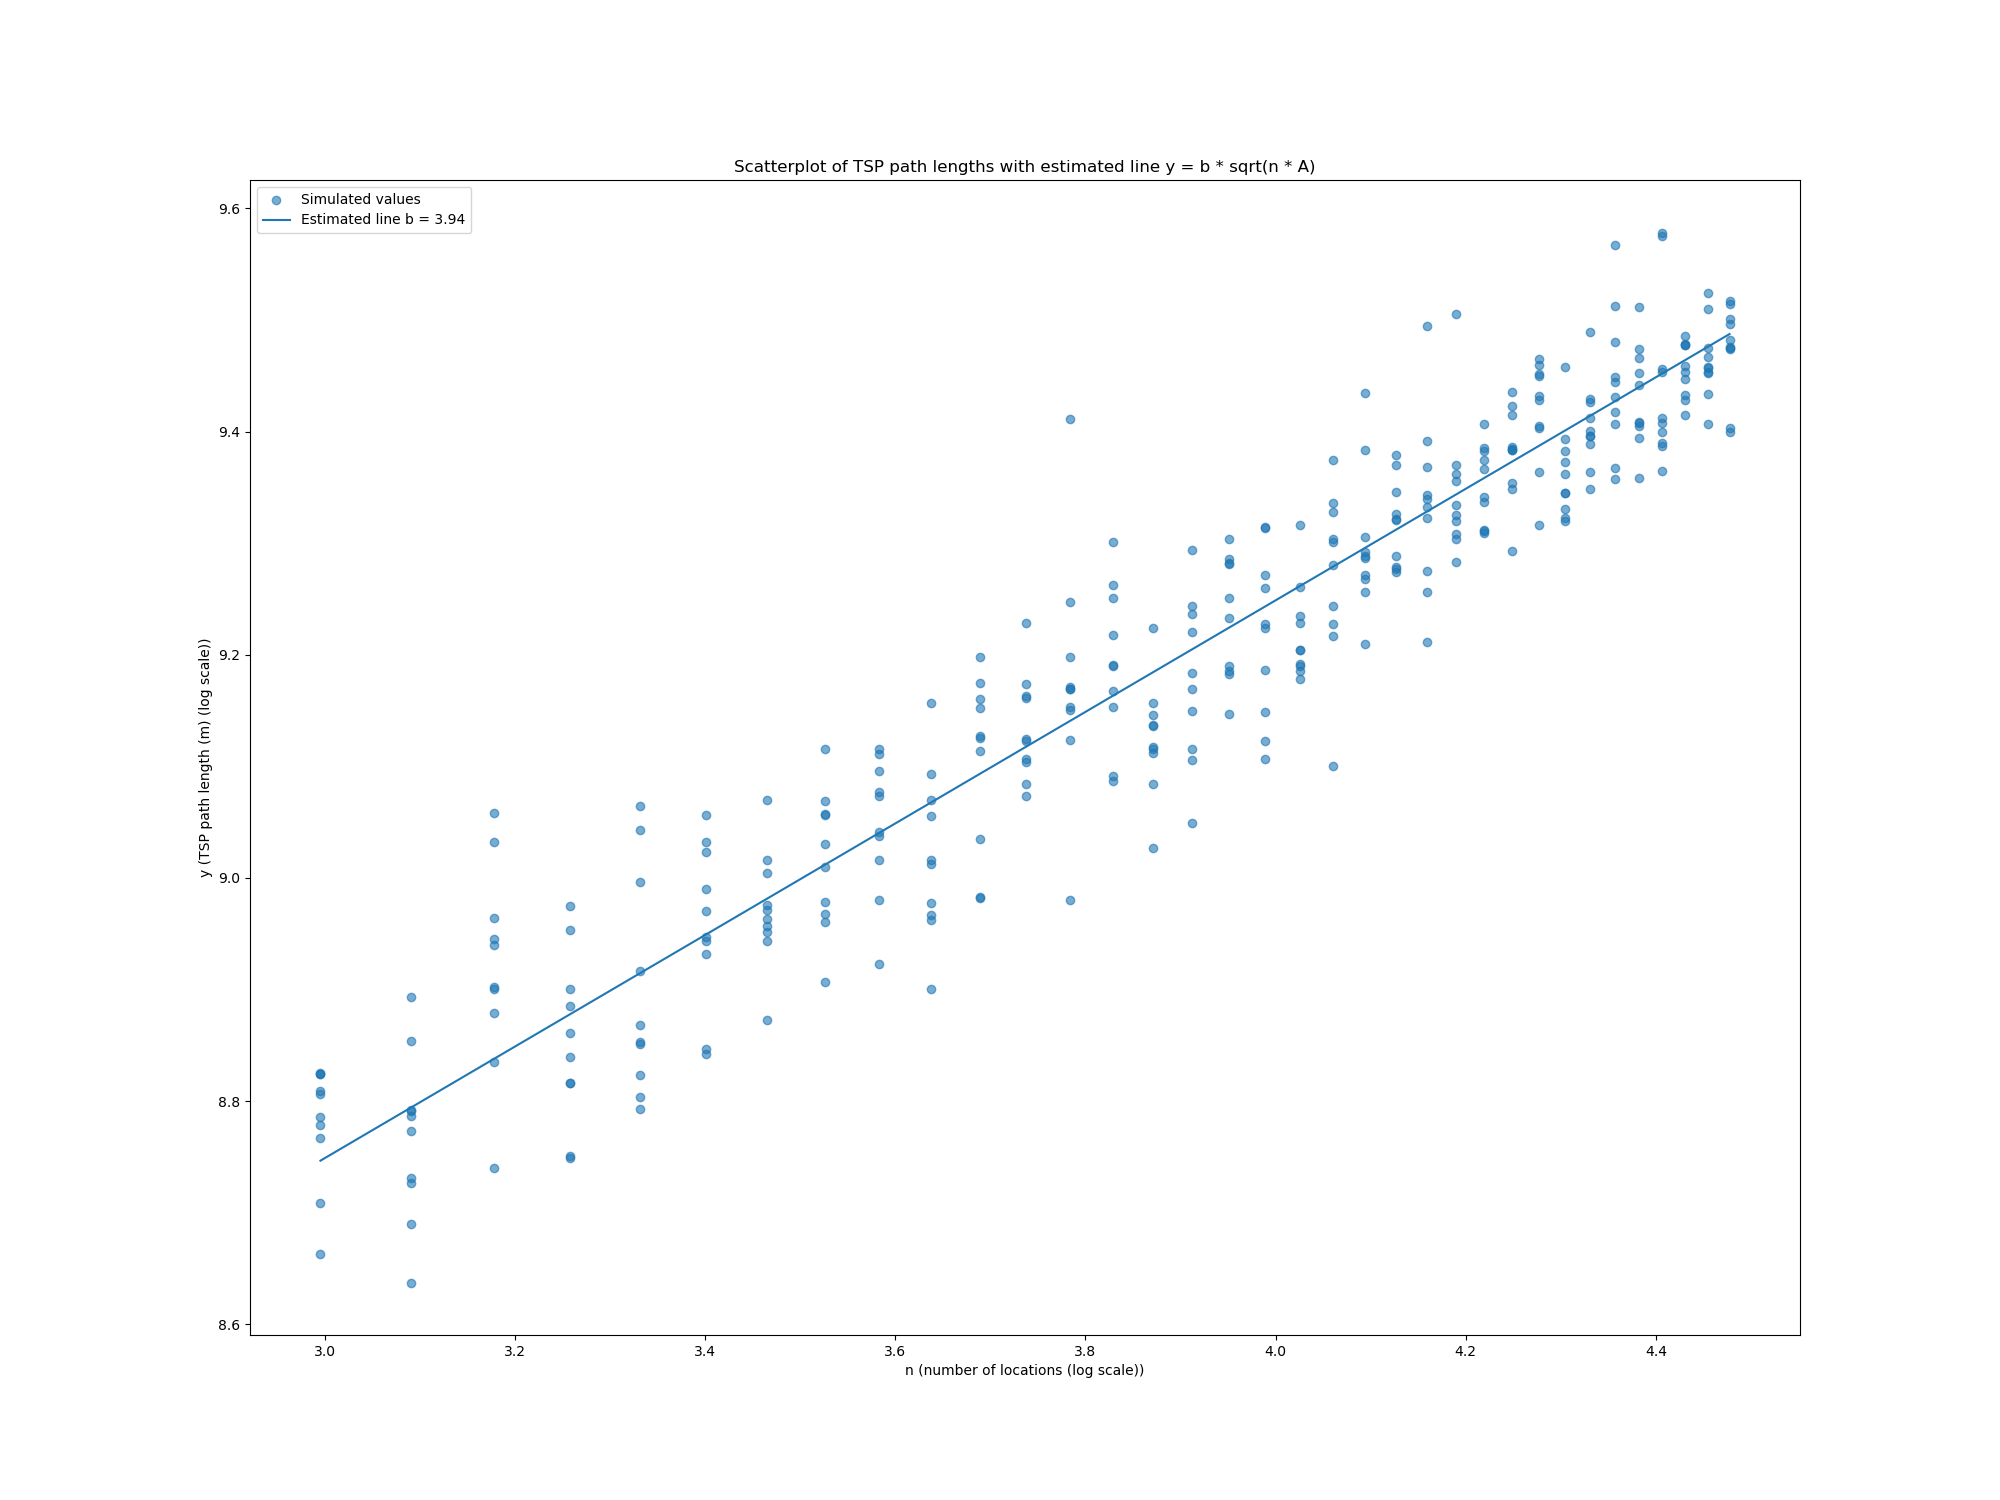 Scatterplot of TSP path lengths with estimated line y = b * sqrt(n * A)
Simulated values
Estimated line b = 3.94
9.6
9.4
9.2
9.0
8.8
8.6
y (TSP path length (m) (log scale))
3.0 3.2 3.4 3.6 3.8 4.0 4.2 4.4
n (number of locations (log scale))